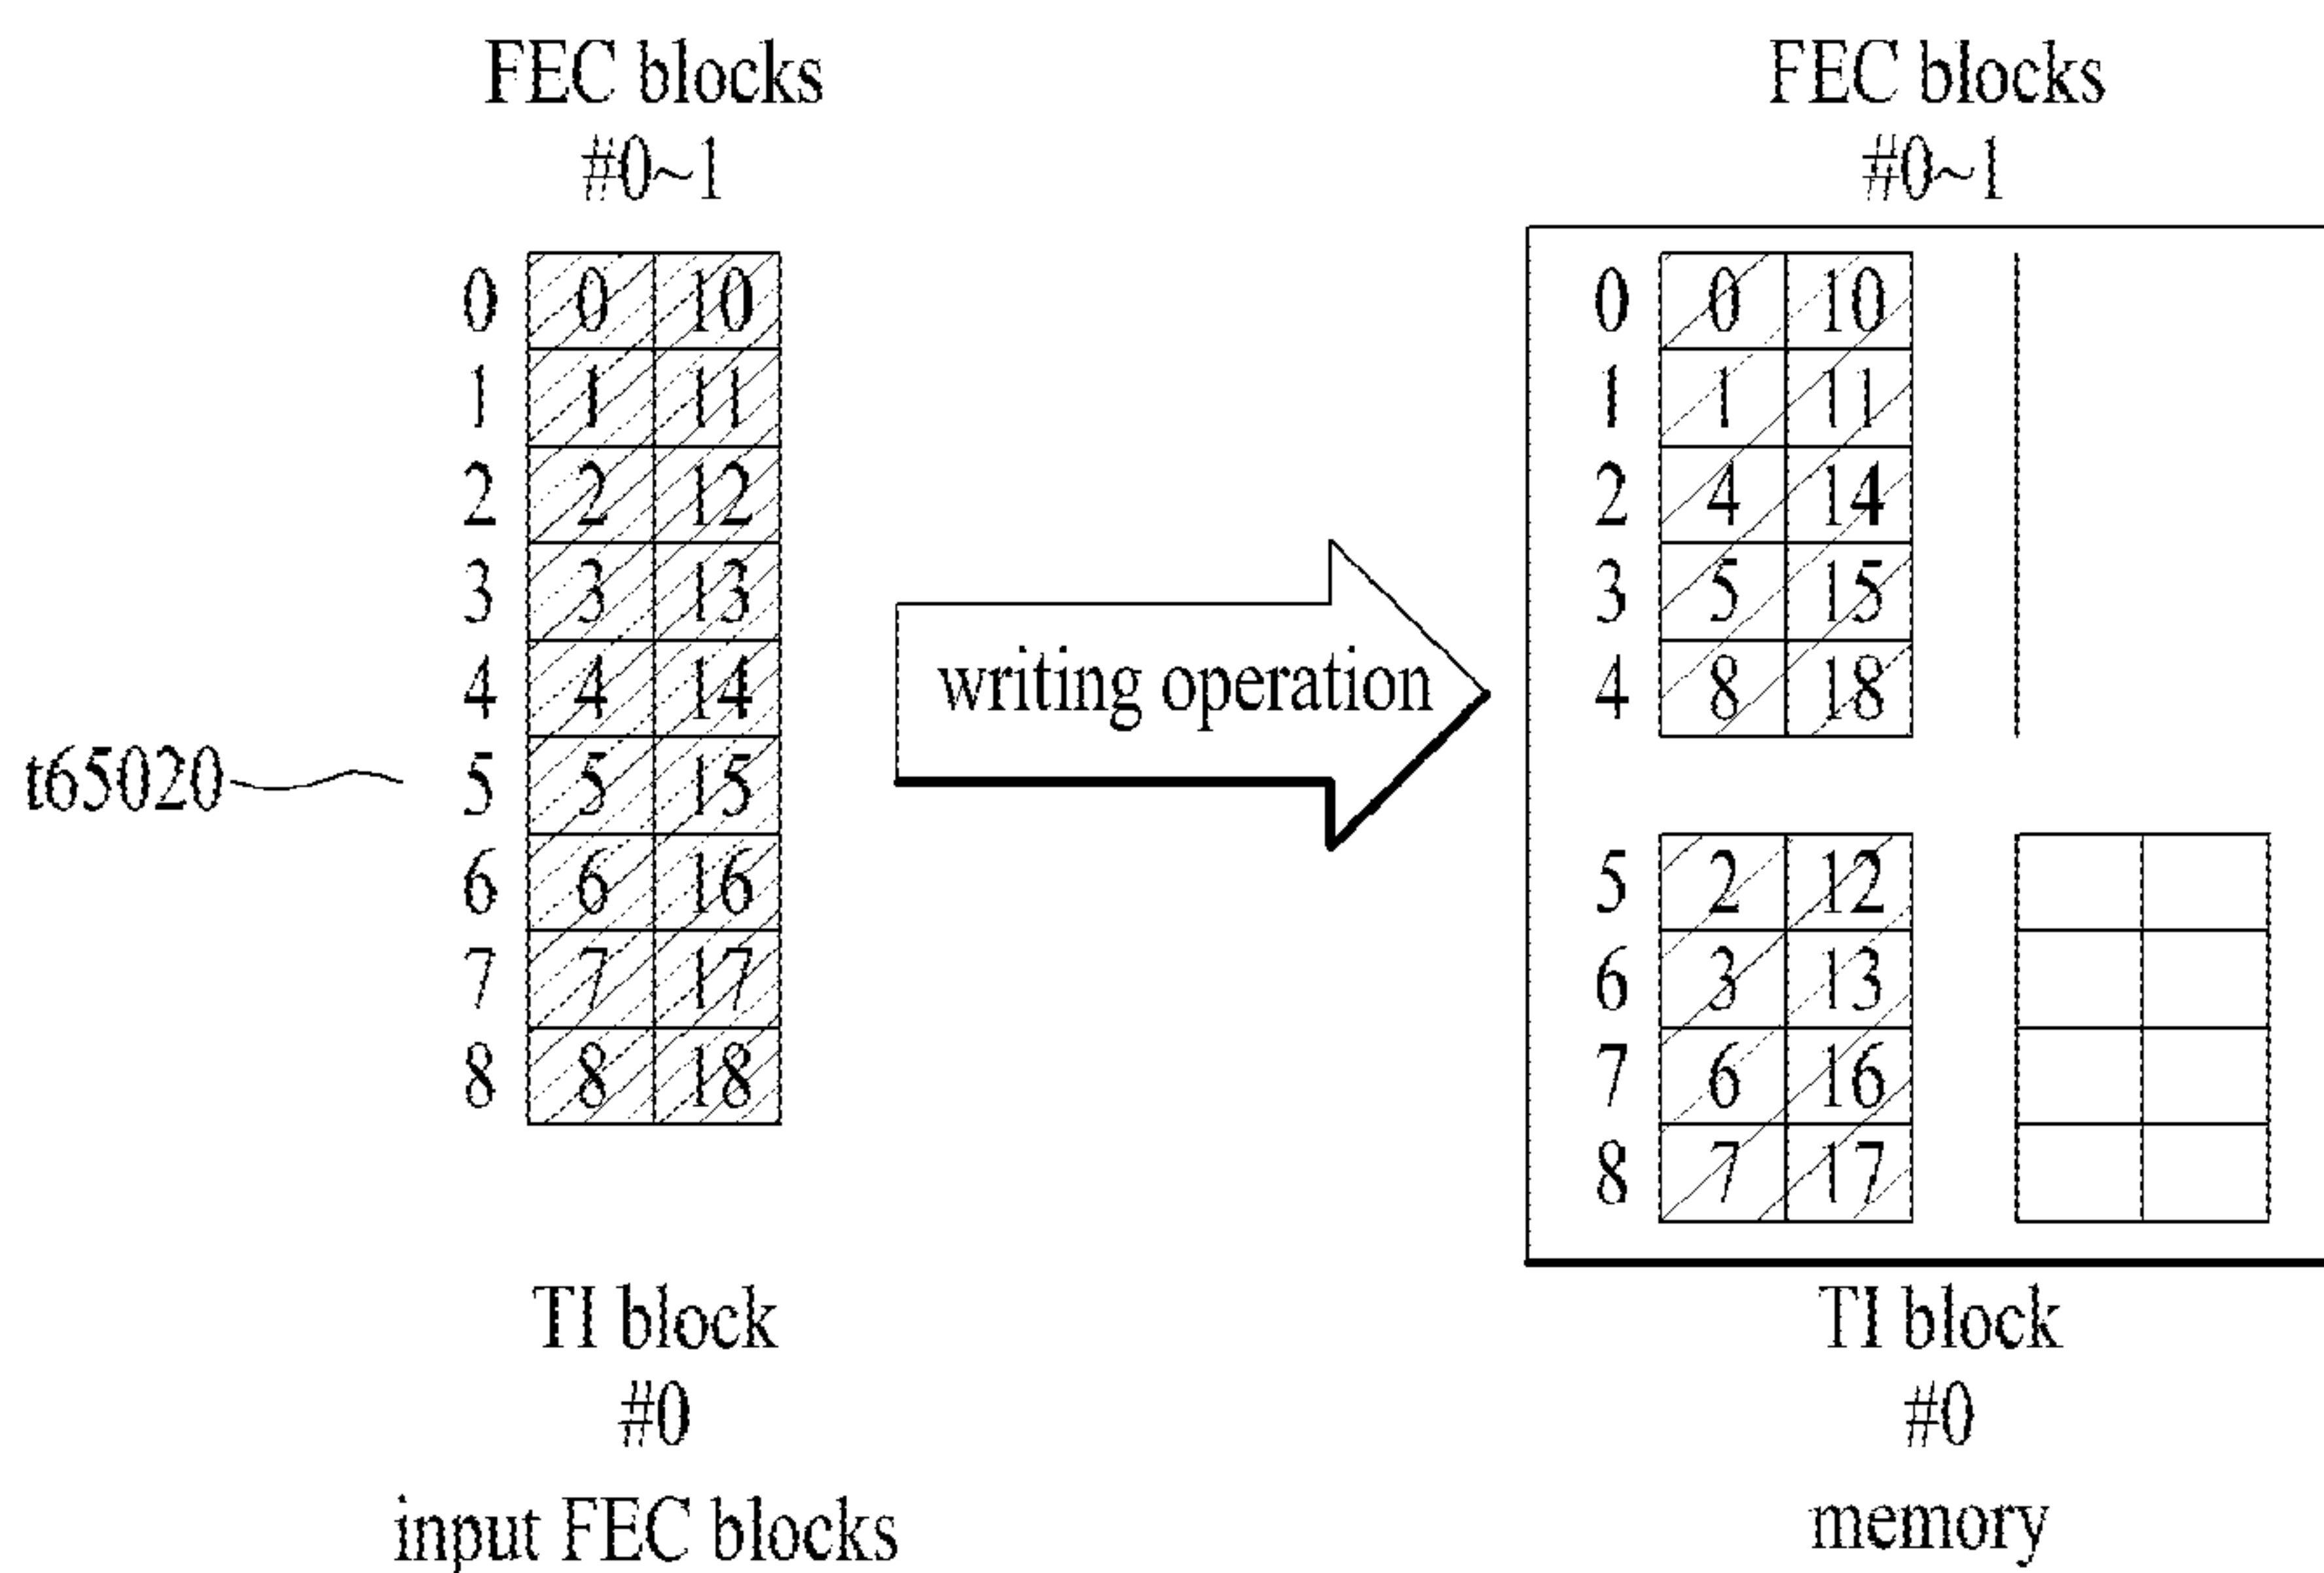 FEC blocks
#0~1
0 0 10
1 1 11
2 2 12
3 3 13
4 4 14
t65020 5 5 15
6 6 16
7 7 17
8 8 18
TI block
#0
input FEC blocks
writing operation
FEC blocks
#0~1
0 0 10
1 1 11
2 4 14
3 5 15
4 8 18
5 2 12
6 3 13
7 6 16
8 7 17
TI block
#0
memory